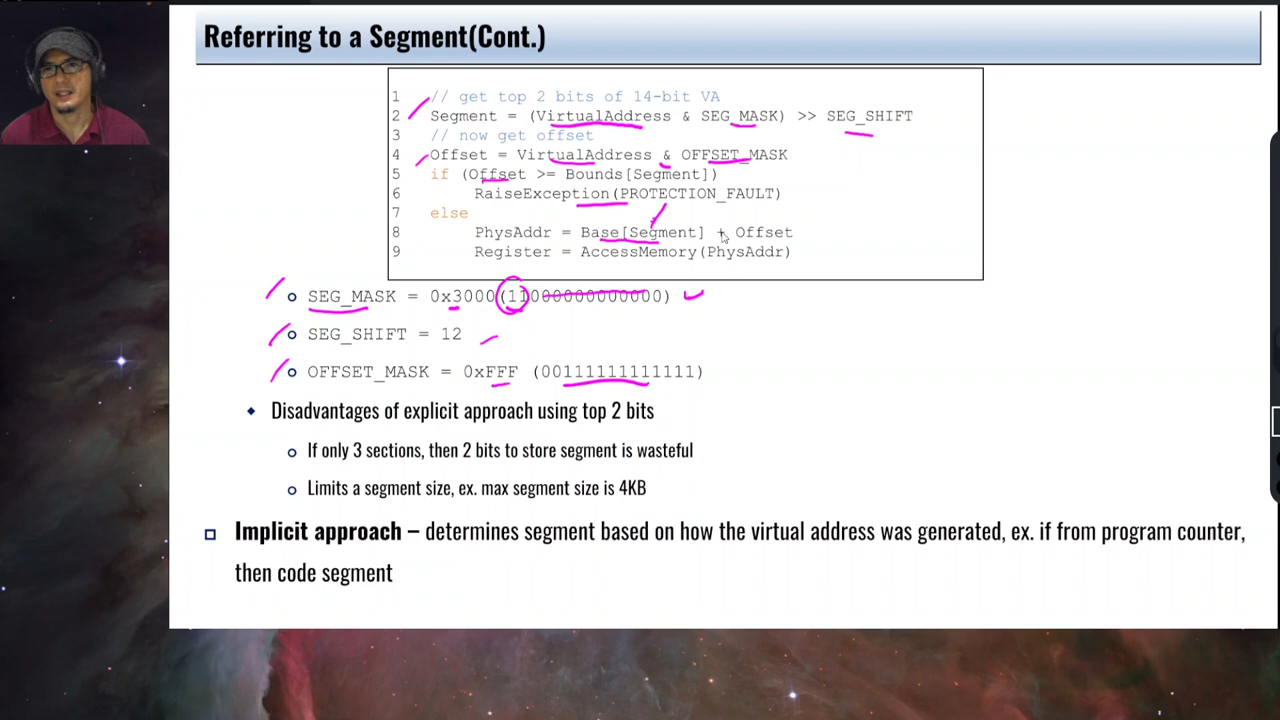 Referring to a Segment(Cont.)
1 // get top 2 bits of 14-bit VA
2 Segment = (VirtualAddress & SEG_MASK) >> SEG_SHIFT
3 // now get offset
4 Offset = VirtualAddress & OFFSET_MASK
5 if (Offset >= Bounds[Segment])
6 RaiseException(PROTECTION_FAULT)
7 else
8 PhysAddr = Base[Segment] + Offset
9 Register = AccessMemory(PhysAddr)
SEG_MASK = 0x3000(11000000000000)
SEG_SHIFT = 12
OFFSET_MASK = 0xFFF (00111111111111)
Disadvantages of explicit approach using top 2 bits
If only 3 sections, then 2 bits to store segment is wasteful
Limits a segment size, ex. max segment size is 4KB
Implicit approach – determines segment based on how the virtual address was generated, ex. if from program counter,
then code segment